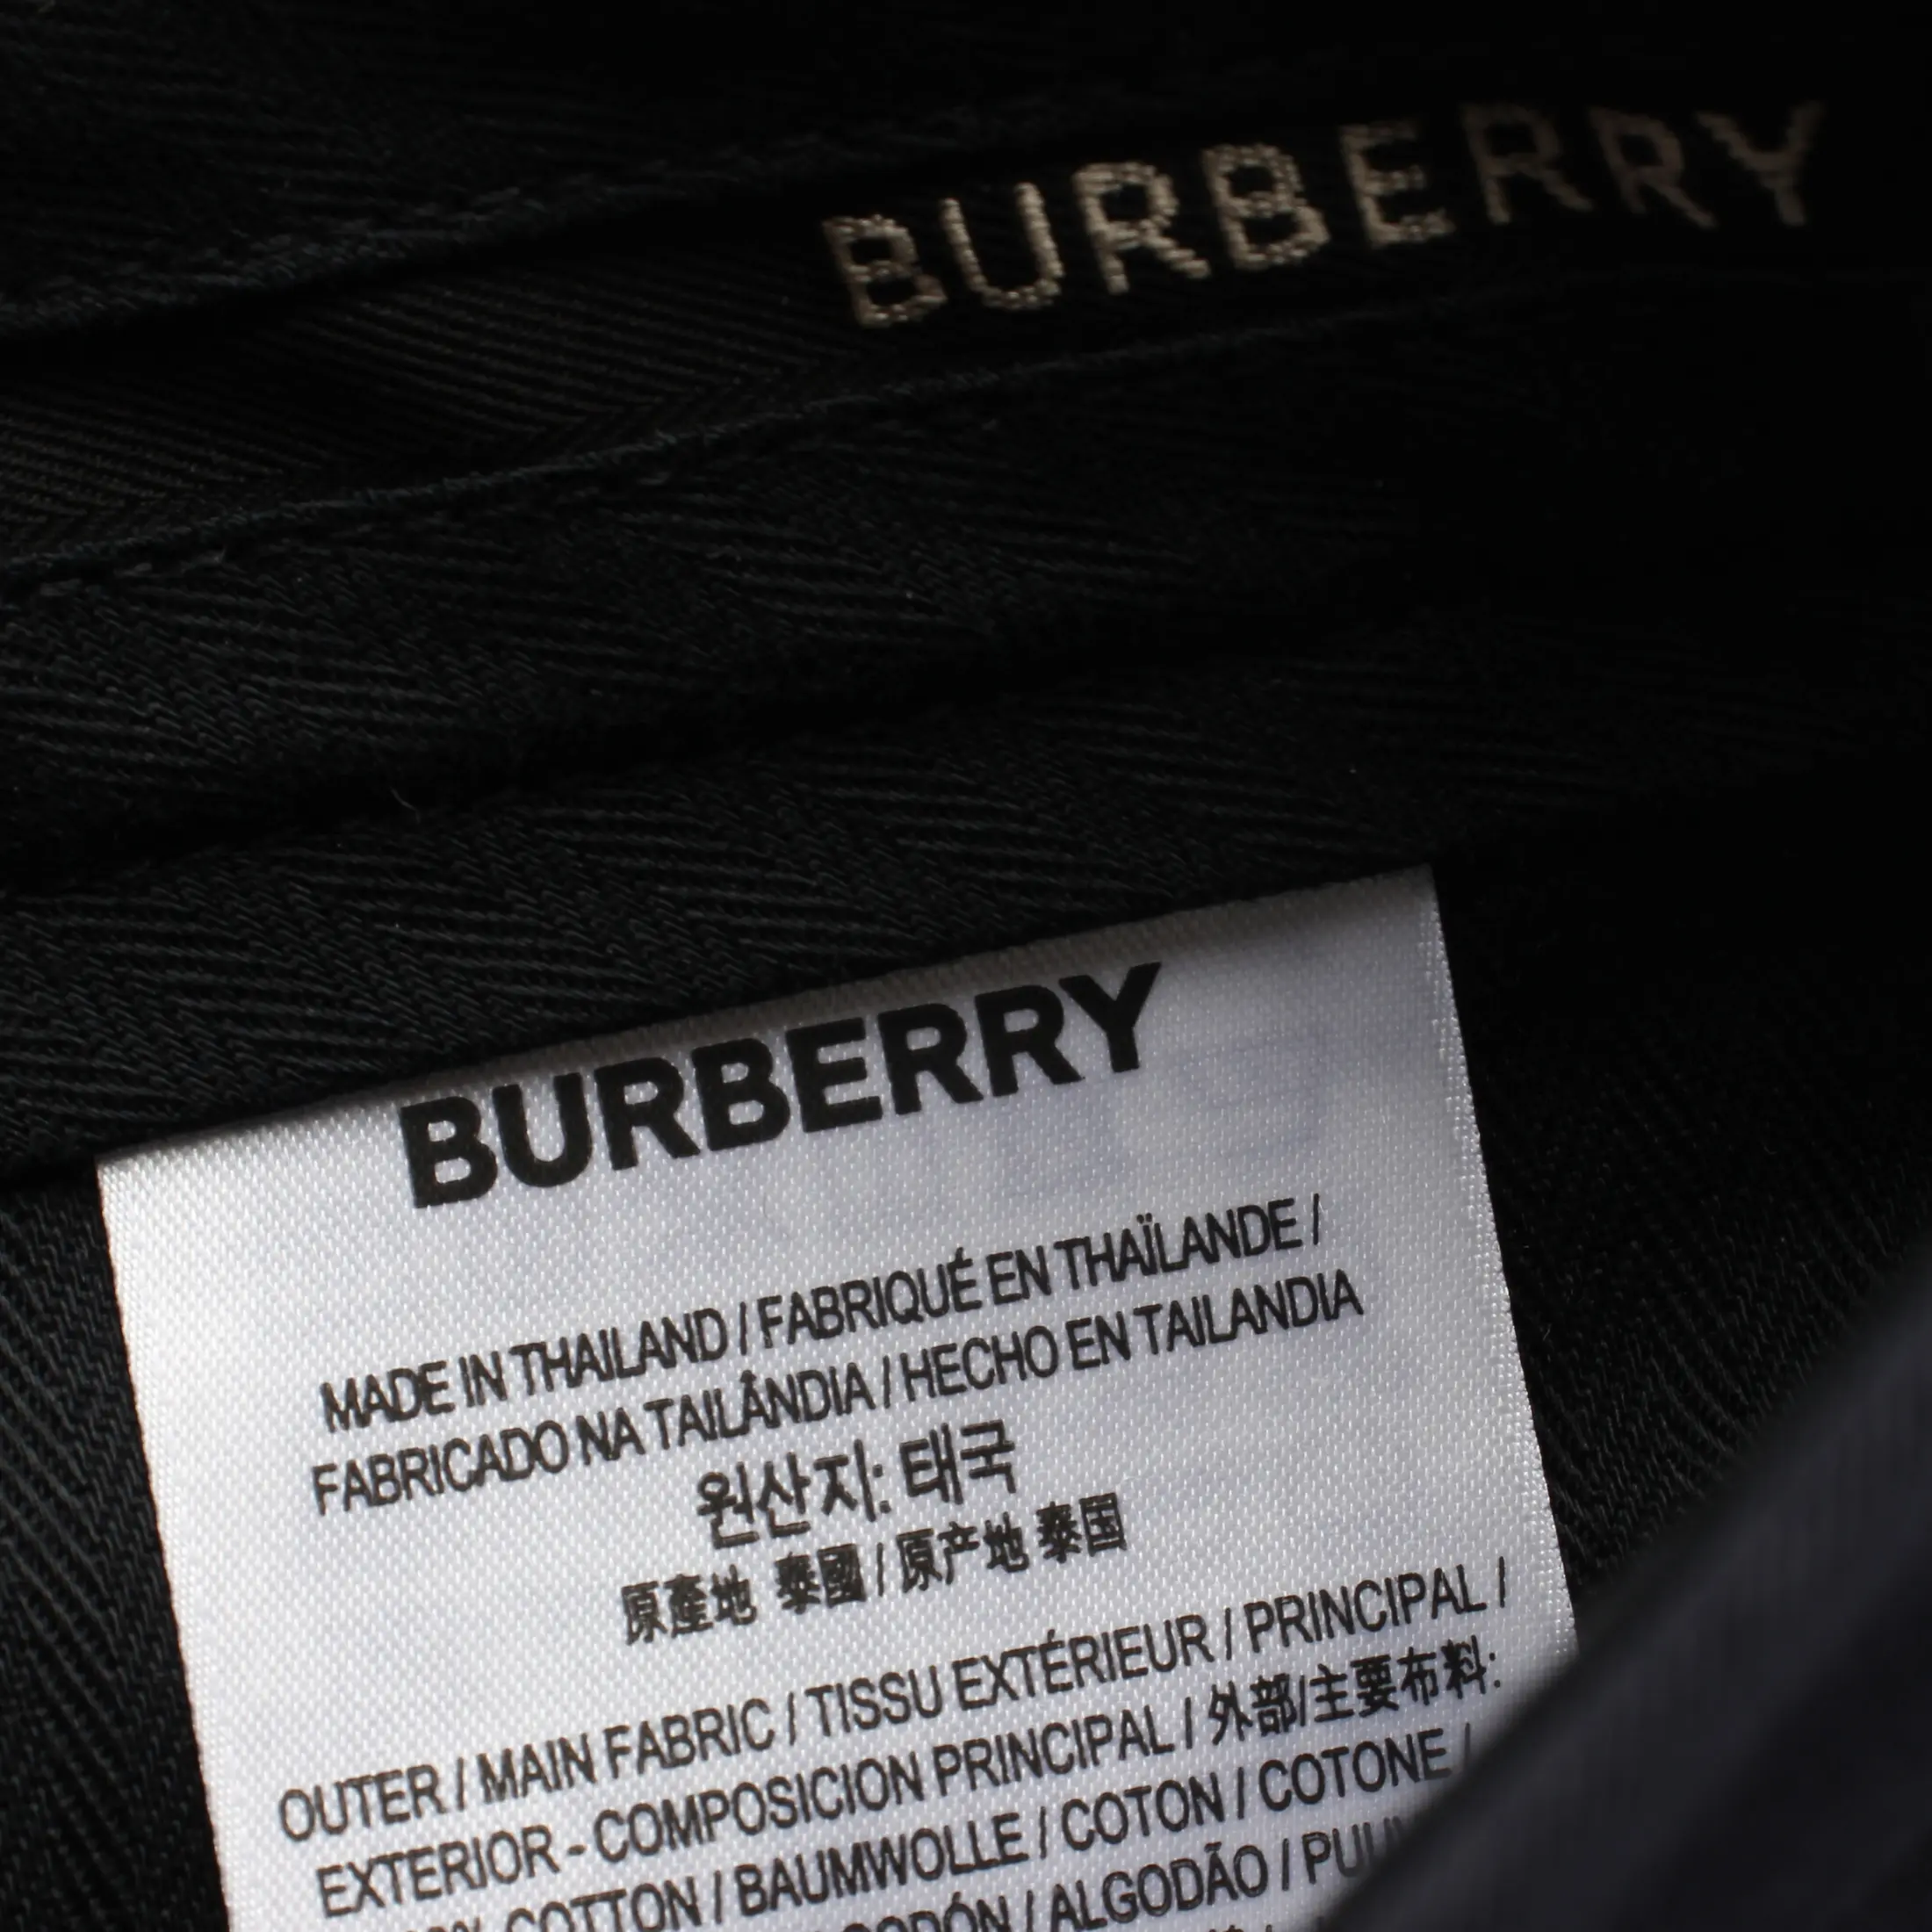 BURBERRY
BURBERRY
MADE IN THAILAND / FABRIQUÉ EN THAÏLANDE /
FABRICADO NA TAILÂNDIA / HECHO EN TAILANDIA
원산지: 태국
原產地 泰國 / 原产地 泰国
OUTER / MAIN FABRIC / TISSU EXTÉRIEUR / PRINCIPAL /
EXTERIOR - COMPOSICION PRINCIPAL / 外部/主要布料:
COTTON / BAUMWOLLE / COTON / COTONE /
/ ALGODÃO /